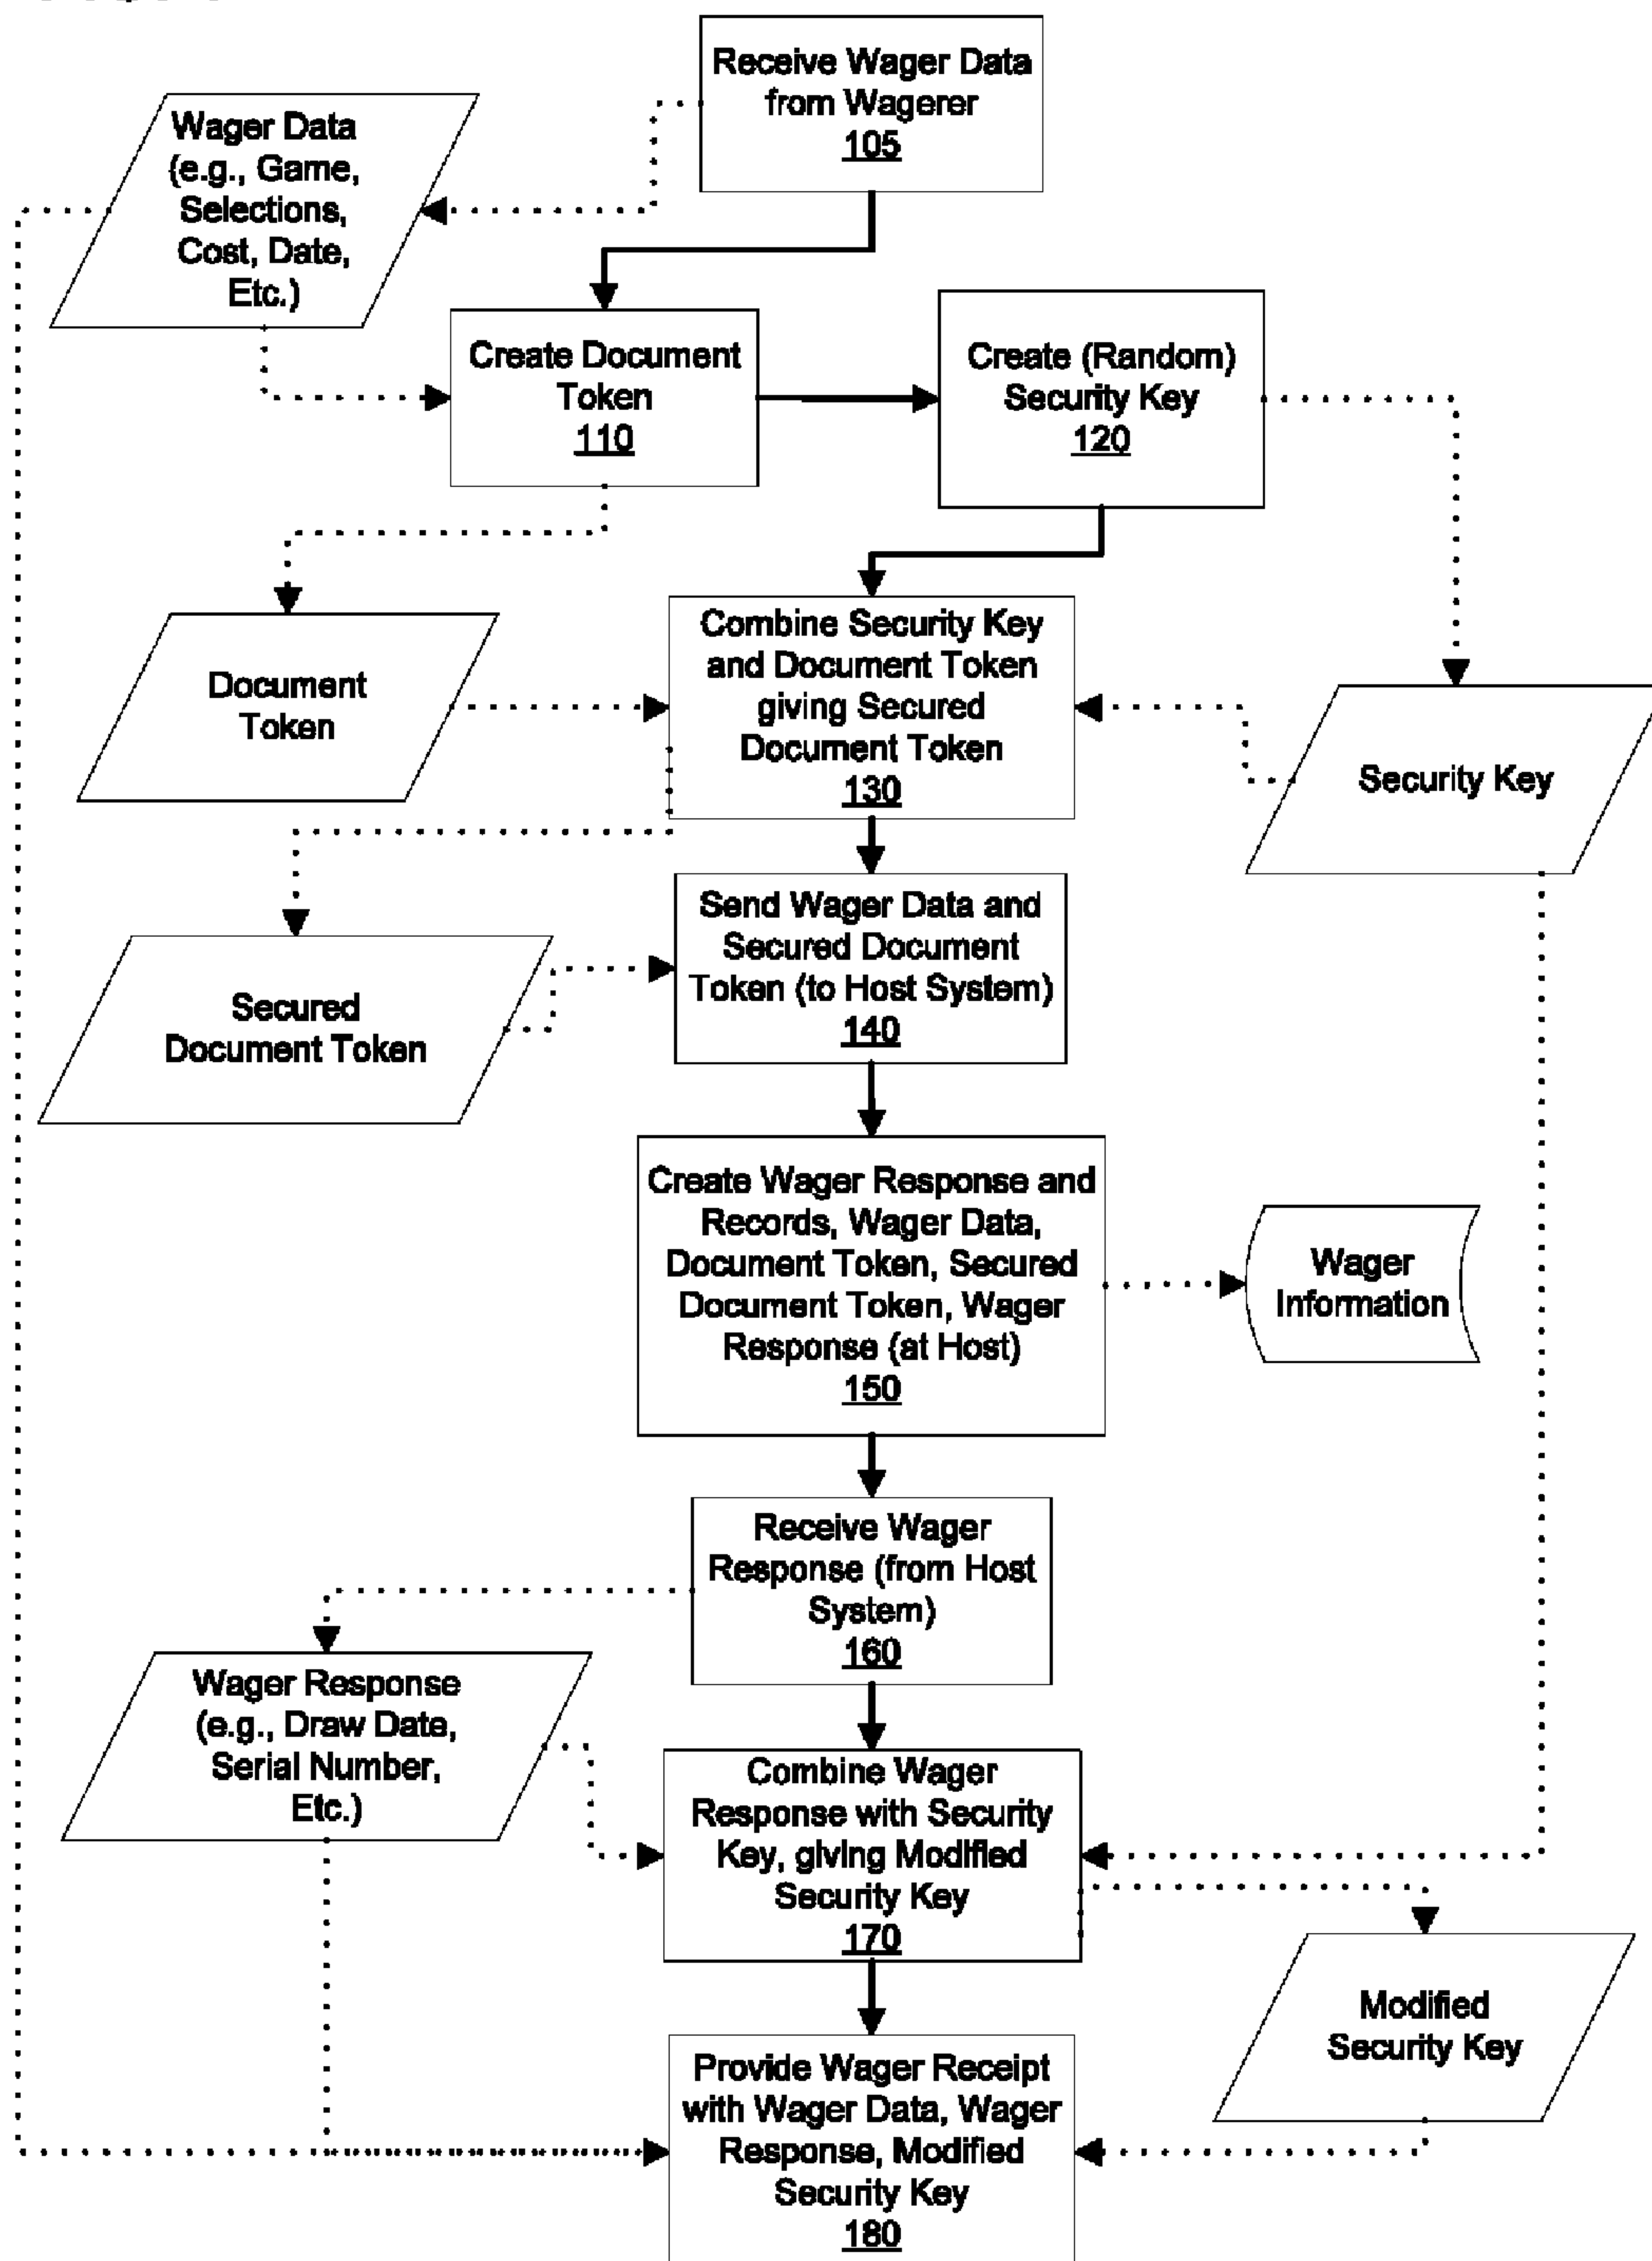 Receive Wager Data
from Wagerer
105
Wager Data
(e.g., Game,
Selections,
Cost, Date,
Etc.)
Create Document
Token
110
Create (Random)
Security Key
120
Combine Security Key
and Document Token
giving Secured
Document Token
130
Document
Token
Security Key
Send Wager Data and
Secured Document
Token (to Host System)
140
Secured
Document Token
Create Wager Response and
Records, Wager Data,
Document Token, Secured
Document Token, Wager
Response (at Host)
150
Wager
Information
Receive Wager
Response (from Host
System)
160
Wager Response
(e.g., Draw Date,
Serial Number,
Etc.)
Combine Wager
Response with Security
Key, giving Modified
Security Key
170
Modified
Security Key
Provide Wager Receipt
with Wager Data, Wager
Response, Modified
Security Key
180